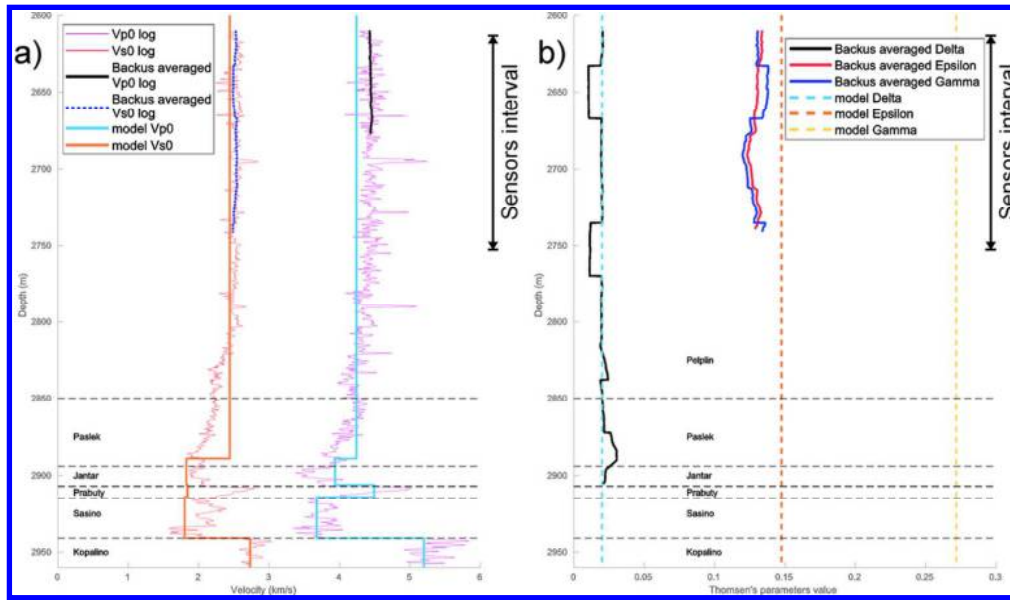 a)
Vp0 log
Vs0 log
Backus averaged
Vp0 log
Backus averaged
Vs0 log
model Vp0
model Vs0
Sensors interval
2600
2650
2700
2750
2800
2850
2900
2950
Depth (m)
Paslek
Jantar
Prabuty
Sasino
Kopalino
0
1
2
3
4
5
6
Velocity (km/s)
b)
Backus averaged Delta
Backus averaged Epsilon
Backus averaged Gamma
model Delta
model Epsilon
model Gamma
Sensors interval
2600
2650
2700
2750
2800
2850
2900
2950
Depth (m)
Pelplin
Paslek
Jantar
Prabuty
Sasino
Kopalino
0
0.05
0.1
0.15
0.2
0.25
0.3
Thomsen's parameters value